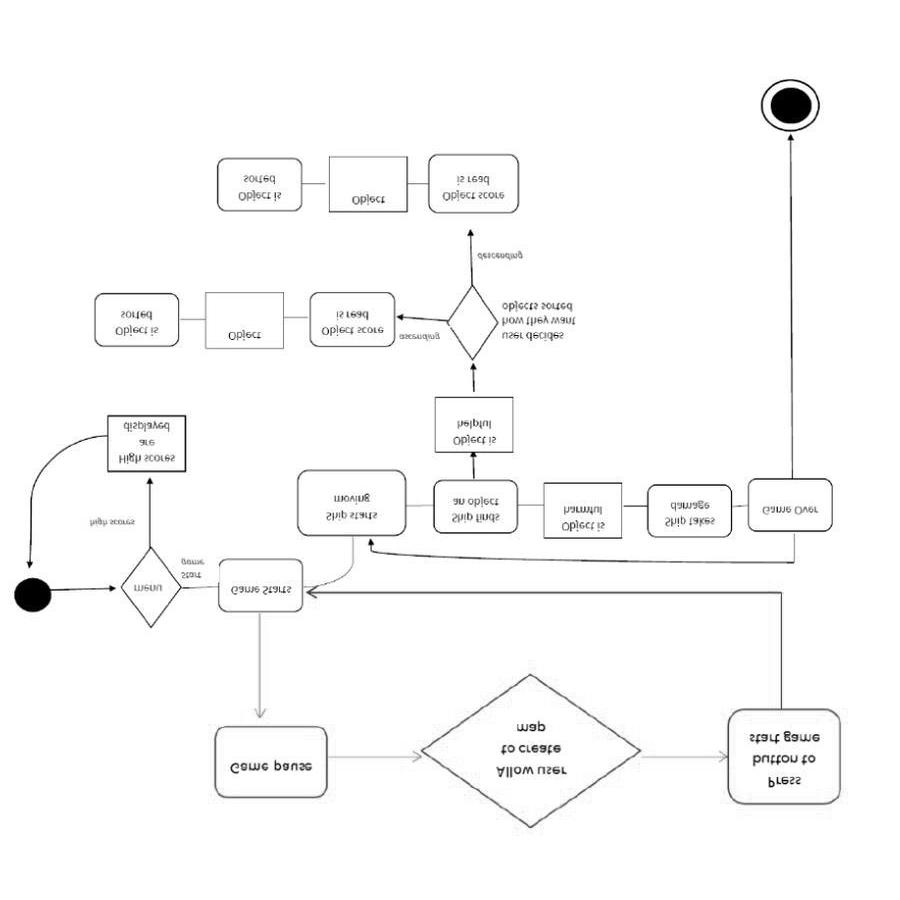 Press
button to
start game
Allow user
to create
map
Game pause
menu
Game Starts
Start
game
high scores
High scores
are
displayed
Ship starts
moving
Ship finds
an object
Object is
harmful
Ship takes
damage
Game Over
Object is
helpful
user decides
how they want
objects sorted
ascending
Object score
is read
Object
Object is
sorted
descending
Object score
is read
Object
Object is
sorted